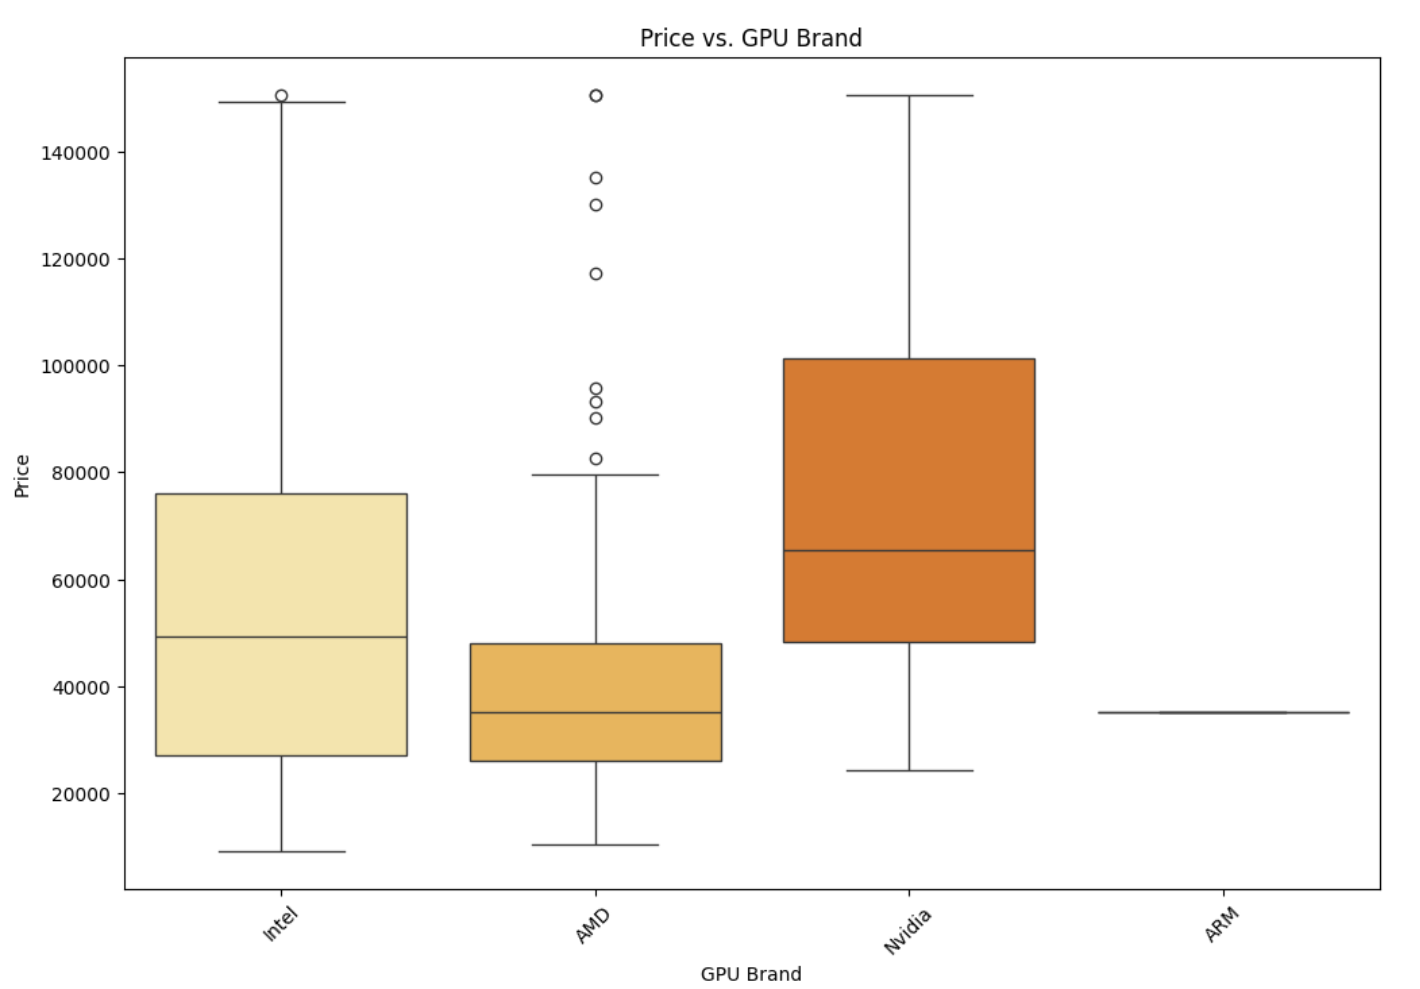 Price vs. GPU Brand
Price
140000
120000
100000
80000
60000
40000
20000
Intel
AMD
Nvidia
ARM
GPU Brand